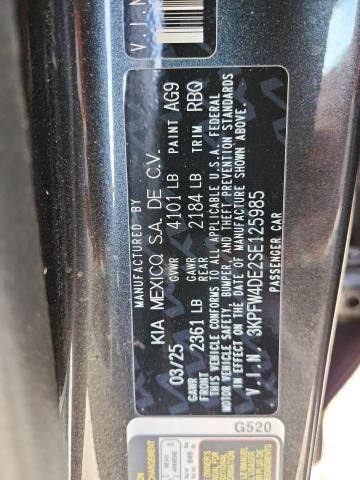 V.I.N
MANUFACTURED BY
KIA MEXICO, S.A. DE C.V.
03/25 GVWR 4101 LB PAINT AG9
GAWR FRONT 2361 LB GAWR REAR 2184 LB TRIM RBQ
THIS VEHICLE CONFORMS TO ALL APPLICABLE U.S.A. FEDERAL
MOTOR VEHICLE SAFETY, BUMPER, AND THEFT PREVENTION STANDARDS
IN EFFECT ON THE DATE OF MANUFACTURE SHOWN ABOVE.
V.I.N. 3KPFW4DE2SE125985
PASSENGER CAR
G520